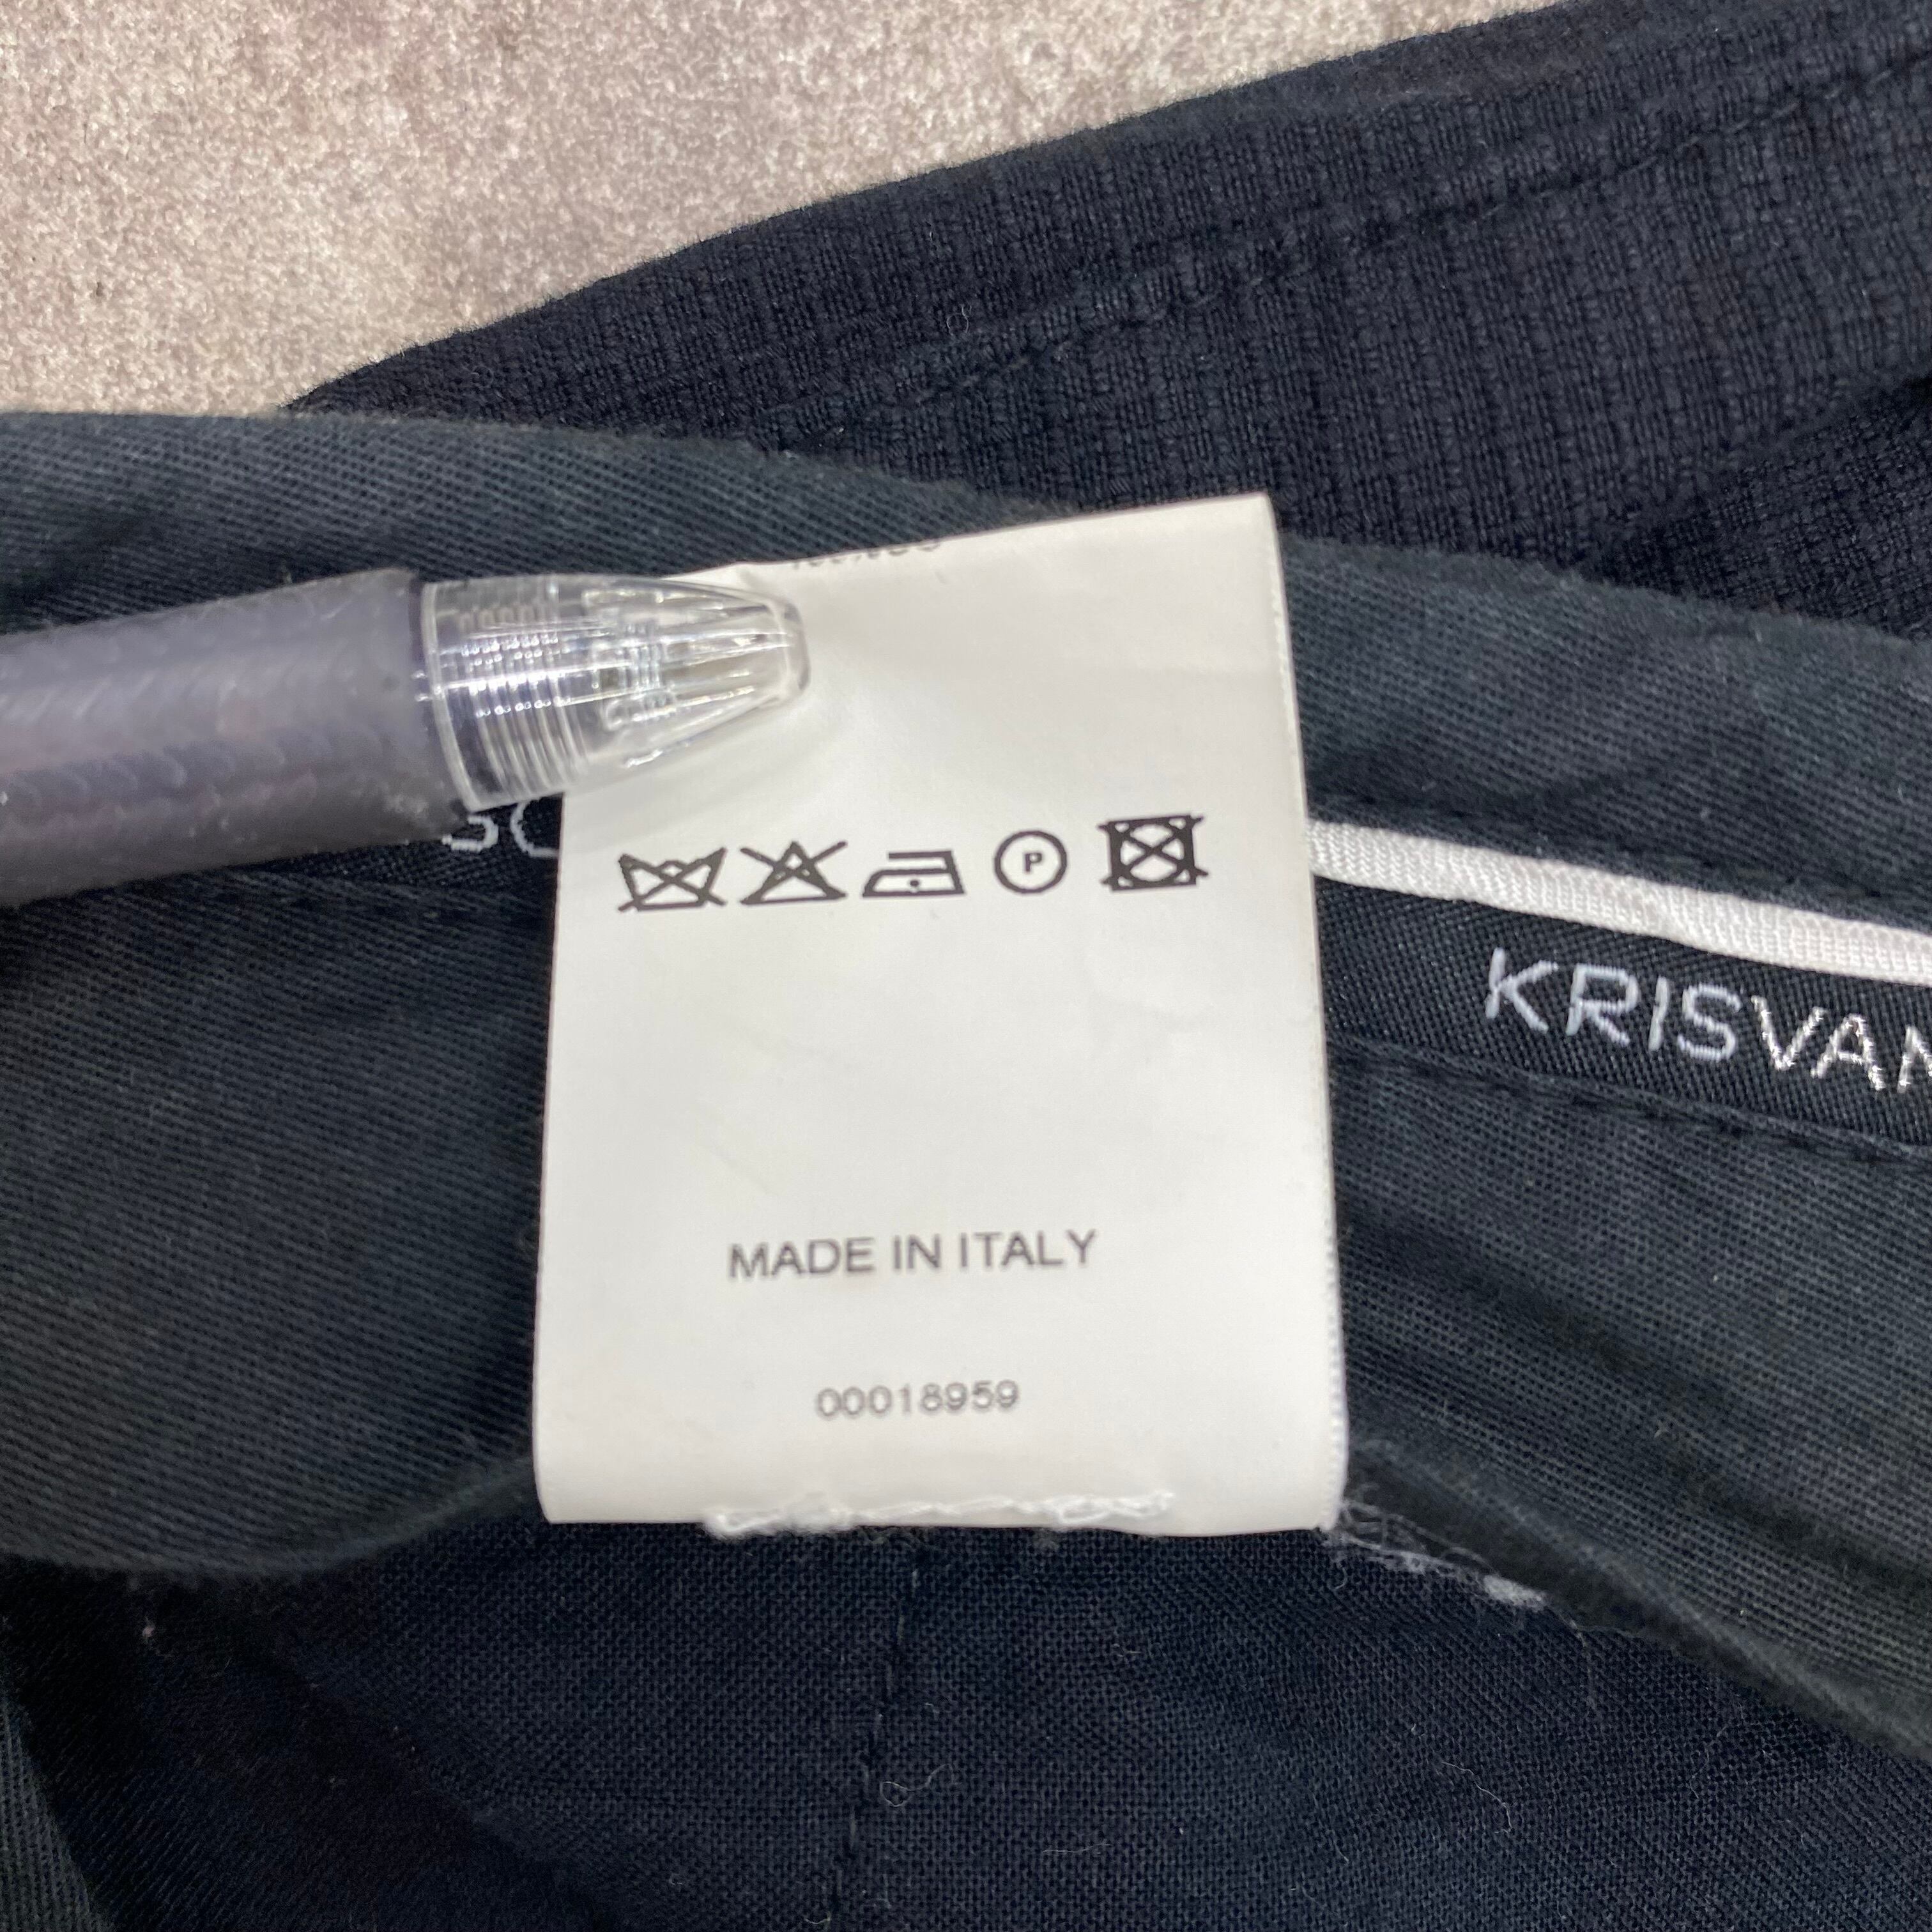 P
KRISVAN
MADE IN ITALY
00018959